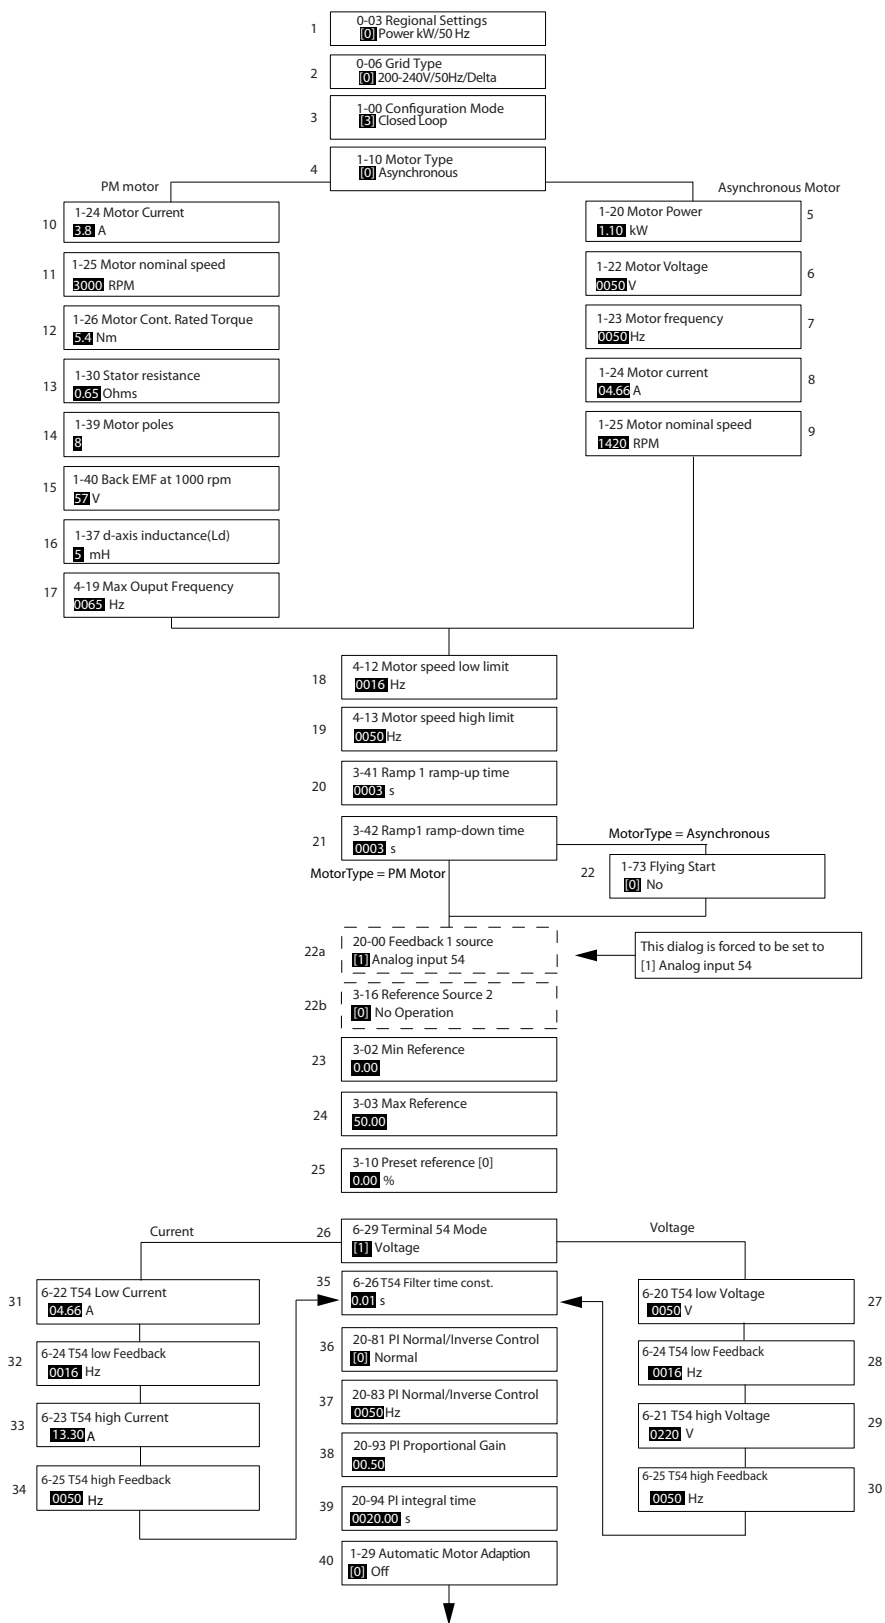 1
0-03 Regional Settings
[0] Power kW/50 Hz
2
0-06 Grid Type
[0] 200-240V/50Hz/Delta
3
1-00 Configuration Mode
[3] Closed Loop
4
1-10 Motor Type
[0] Asynchronous
PM motor
Asynchronous Motor
10
1-24 Motor Current
3.8 A
11
1-25 Motor nominal speed
3000 RPM
12
1-26 Motor Cont. Rated Torque
5.4 Nm
13
1-30 Stator resistance
0.65 Ohms
14
1-39 Motor poles
8
15
1-40 Back EMF at 1000 rpm
57 V
16
1-37 d-axis inductance(Ld)
5 mH
17
4-19 Max Ouput Frequency
0065 Hz
1-20 Motor Power
1.10 kW
5
1-22 Motor Voltage
0050 V
6
1-23 Motor frequency
0050 Hz
7
1-24 Motor current
04.66 A
8
1-25 Motor nominal speed
1420 RPM
9
18
4-12 Motor speed low limit
0016 Hz
19
4-13 Motor speed high limit
0050 Hz
20
3-41 Ramp 1 ramp-up time
0003 s
21
3-42 Ramp1 ramp-down time
0003 s
MotorType = Asynchronous
MotorType = PM Motor
22
1-73 Flying Start
[0] No
22a
20-00 Feedback 1 source
[1] Analog input 54
This dialog is forced to be set to
[1] Analog input 54
22b
3-16 Reference Source 2
[0] No Operation
23
3-02 Min Reference
0.00
24
3-03 Max Reference
50.00
25
3-10 Preset reference [0]
0.00 %
Current
26
6-29 Terminal 54 Mode
[1] Voltage
Voltage
31
6-22 T54 Low Current
04.66 A
32
6-24 T54 low Feedback
0016 Hz
33
6-23 T54 high Current
13.30 A
34
6-25 T54 high Feedback
0050 Hz
35
6-26 T54 Filter time const.
0.01 s
36
20-81 PI Normal/Inverse Control
[0] Normal
37
20-83 PI Normal/Inverse Control
0050 Hz
38
20-93 PI Proportional Gain
00.50
39
20-94 PI integral time
0020.00 s
40
1-29 Automatic Motor Adaption
[0] Off
6-20 T54 low Voltage
0050 V
27
6-24 T54 low Feedback
0016 Hz
28
6-21 T54 high Voltage
0220 V
29
6-25 T54 high Feedback
0050 Hz
30